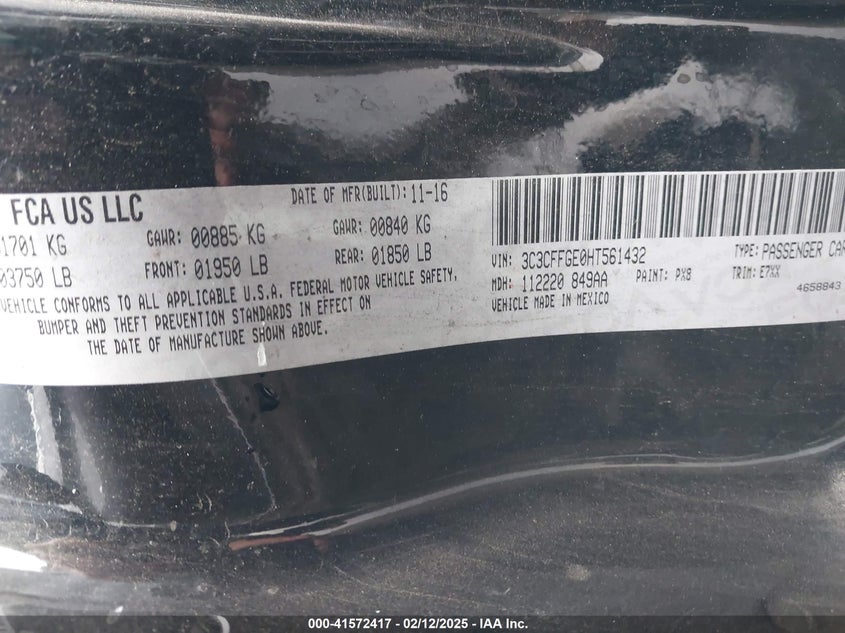 FCA US LLC
DATE OF MFR(BUILT): 11-16
1701 KG GAWR: 00885 KG GAWR: 00840 KG
03750 LB FRONT: 01950 LB REAR: 01850 LB
VEHICLE CONFORMS TO ALL APPLICABLE U.S.A. FEDERAL MOTOR VEHICLE SAFETY,
BUMPER AND THEFT PREVENTION STANDARDS IN EFFECT ON
THE DATE OF MANUFACTURE SHOWN ABOVE.
VIN: 3C3CFFGE0HT561432 TYPE: PASSENGER CAR
MDH: 112220 849AA PAINT: PX8 TRIM: E7XX
VEHICLE MADE IN MEXICO 4658843
000-41572417 - 02/12/2025 - IAA Inc.